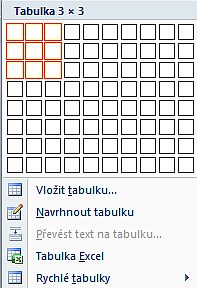 Tabulka 3 × 3
Vložit tabulku...
Navrhnout tabulku
Převést text na tabulku...
Tabulka Excel
Rychlé tabulky